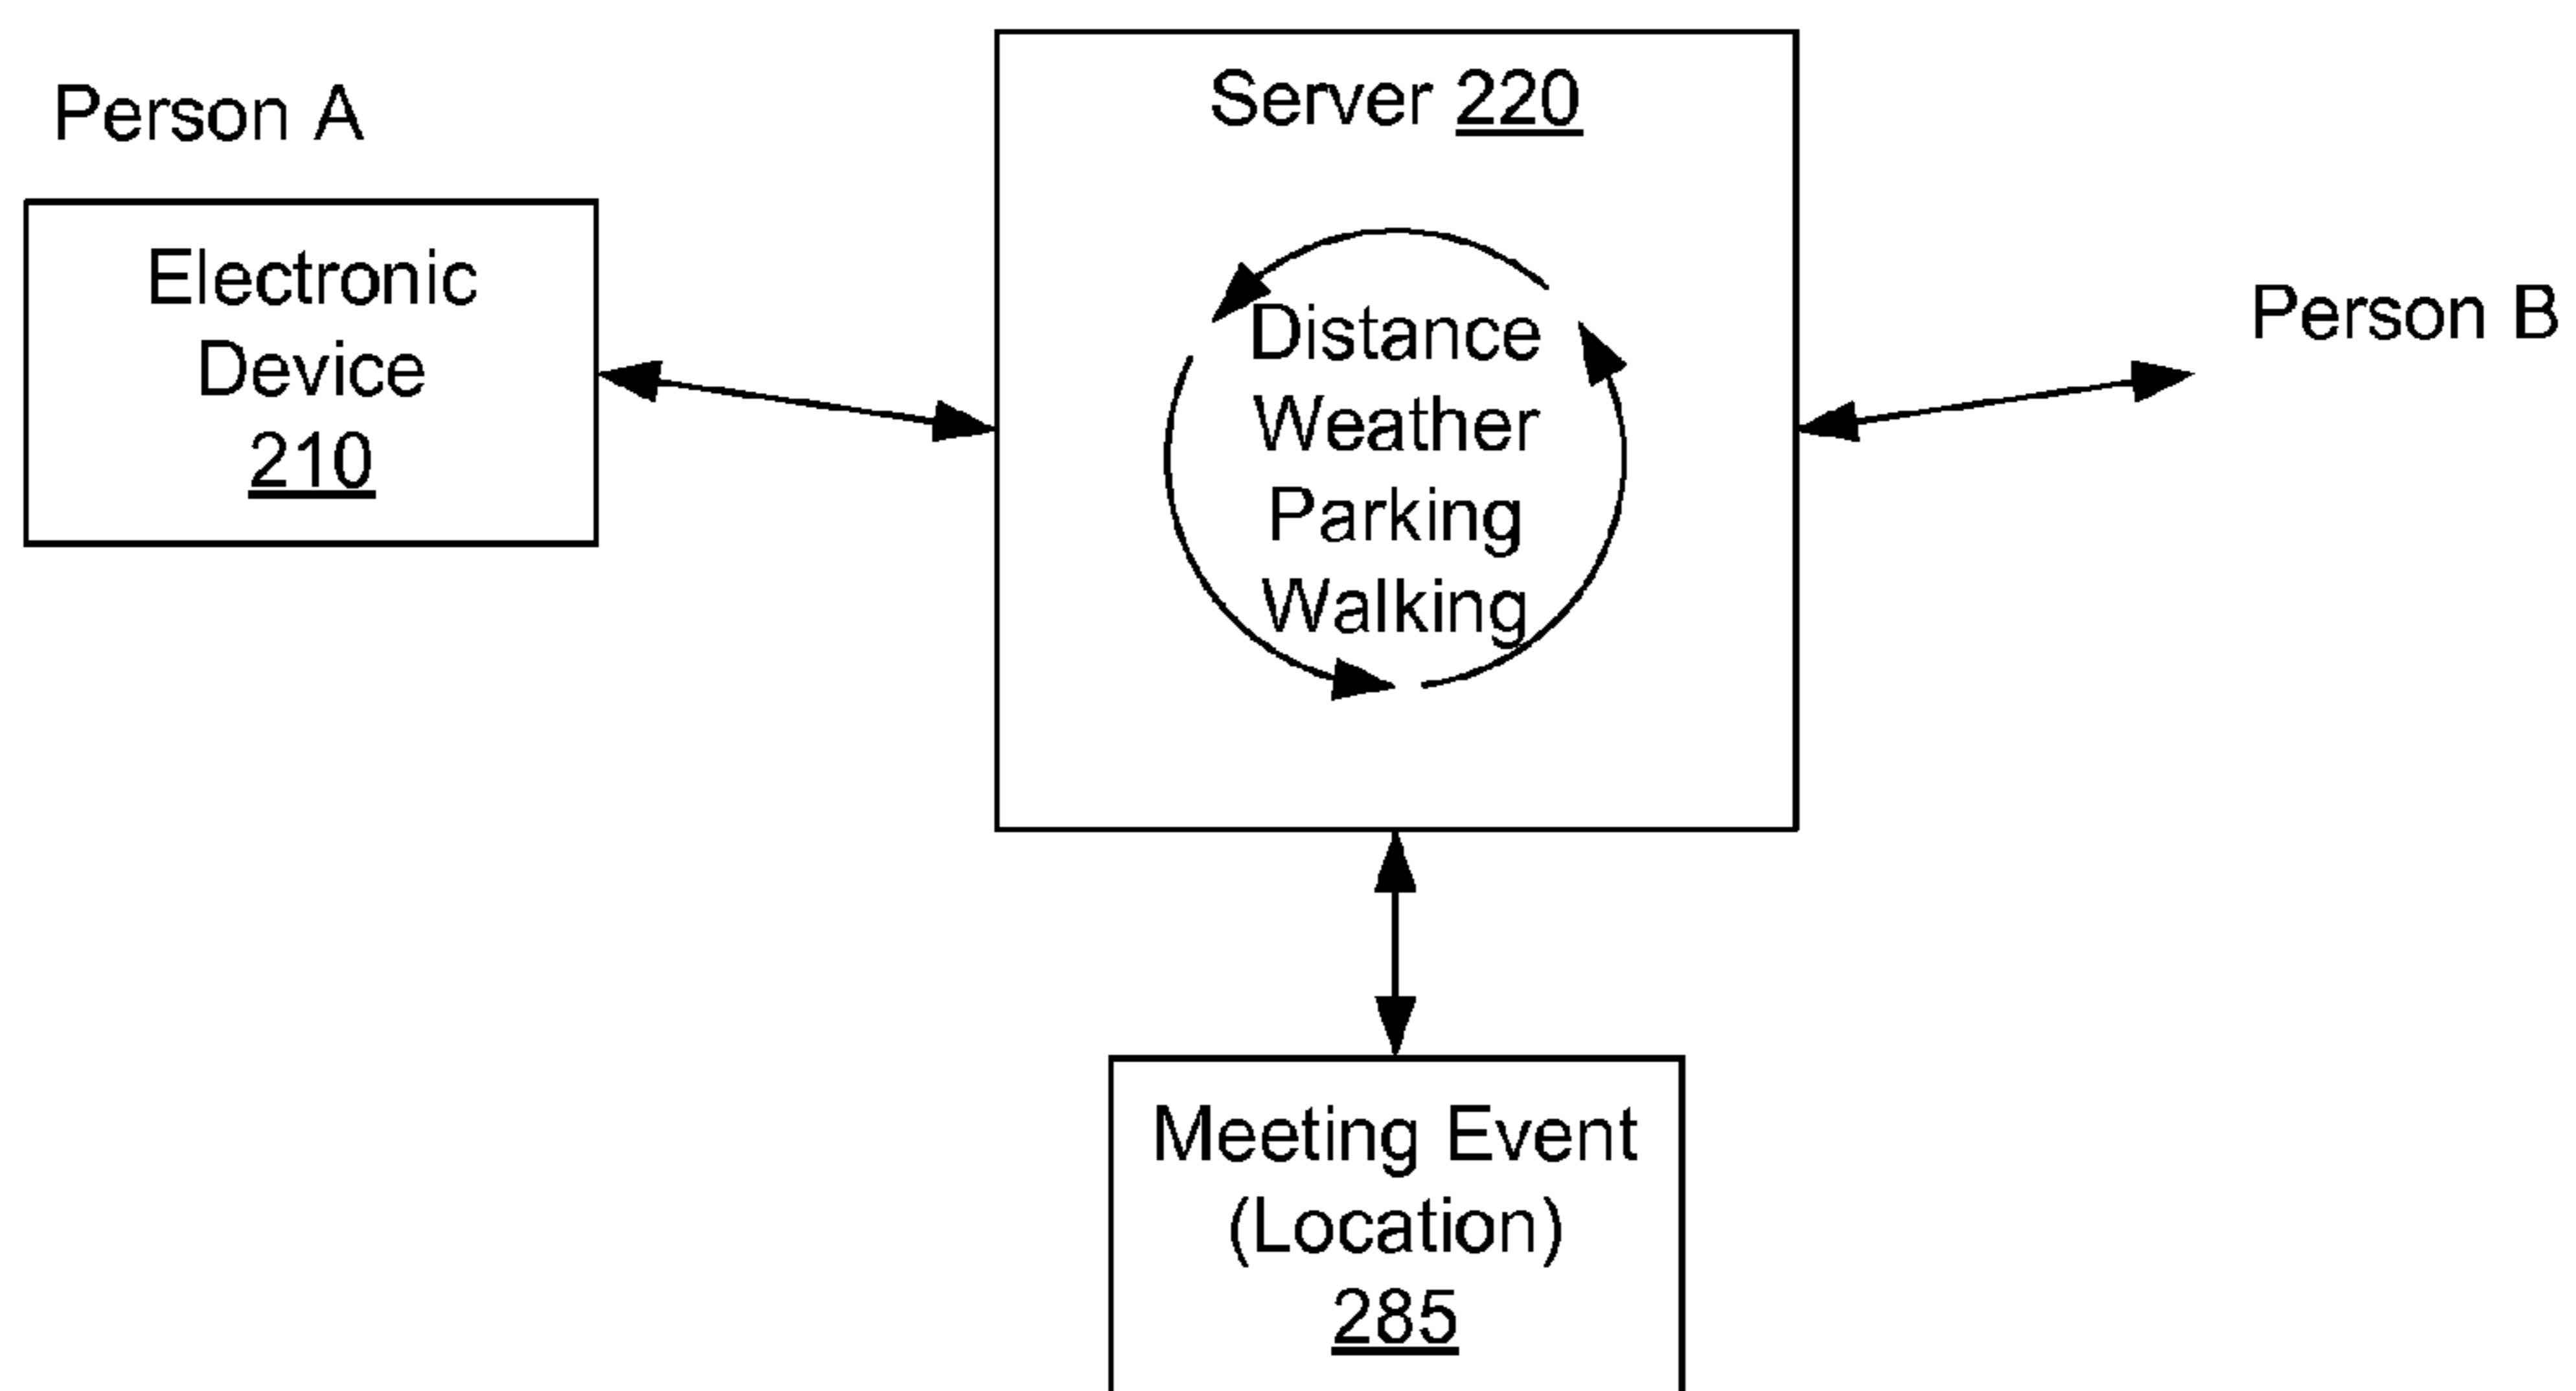 Person A
Electronic
Device
210
Server 220
Distance
Weather
Parking
Walking
Person B
Meeting Event
(Location)
285